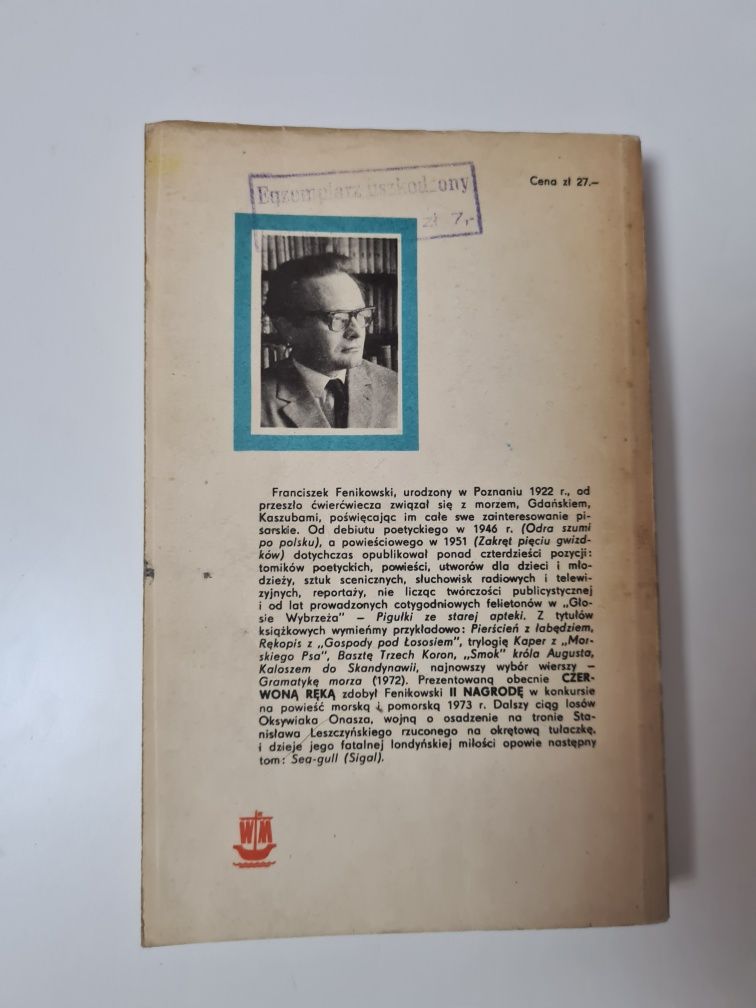 Egzemplarz uszkodzony
zł 7,-
Cena zł 27.–
Franciszek Fenikowski, urodzony w Poznaniu 1922 r., od
przeszło ćwierćwiecza związał się z morzem, Gdańskiem,
Kaszubami, poświęcając im całe swe zainteresowanie pi-
sarskie. Od debiutu poetyckiego w 1946 r. (Odra szumi
po polsku), a powieściowego w 1951 (Zakręt pięciu gwizd-
ków) dotychczas opublikował ponad czterdzieści pozycji:
tomików poetyckich, powieści, utworów dla dzieci i mło-
dzieży, sztuk scenicznych, słuchowisk radiowych i telewi-
zyjnych, reportaży, nie licząc twórczości publicystycznej
i od lat prowadzonych cotygodniowych felietonów w „Gło-
sie Wybrzeża" – Pigułki ze starej apteki. Z tytułów
książkowych wymieńmy przykładowo: Pierścień z łabędziem,
Rękopis z „Gospody pod Łososiem", trylogię Kaper z „Mor-
skiego Psa", Basztę Trzech Koron, „Smok" króla Augusta,
Kaloszem do Skandynawii, najnowszy wybór wierszy –
Gramatykę morza (1972). Prezentowaną obecnie CZER-
WONĄ RĘKĄ zdobył Fenikowski II NAGRODĘ w konkursie
na powieść morską i pomorską 1973 r. Dalszy ciąg losów
Oksywiaka Onasza, wojną o osadzenie na tronie Sta-
nisława Leszczyńskiego rzuconego na okrętową tułaczkę,
i dzieje jego fatalnej londyńskiej miłości opowie następny
tom: Sea-gull (Sigal).
WM